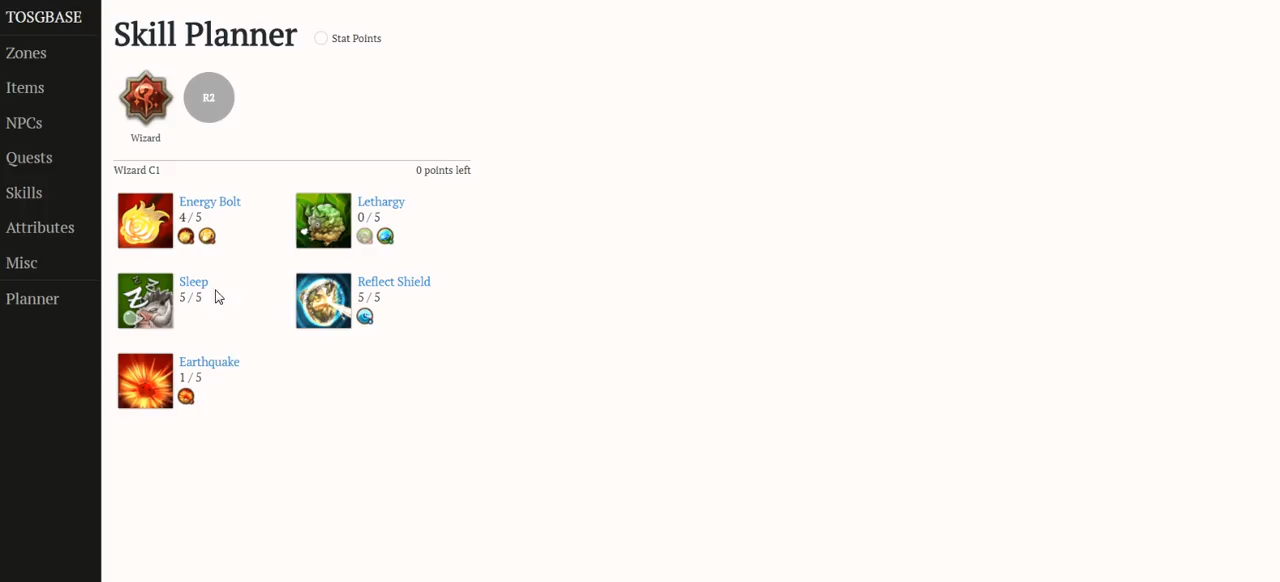 TOSGBASE
Zones
Items
NPCs
Quests
Skills
Attributes
Misc
Planner
Skill Planner
Stat Points
R2
Wizard
Wizard C1 0 points left
Energy Bolt
4 / 5
Lethargy
0 / 5
Sleep
5 / 5
Reflect Shield
5 / 5
Earthquake
1 / 5